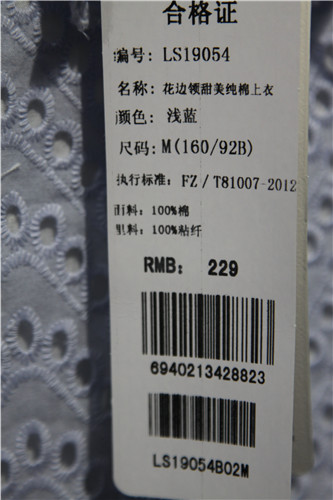 合格证
编号: LS19054
名称: 花边领甜美纯棉上衣
颜色: 浅蓝
尺码: M(160/92B)
执行标准: FZ/T81007-2012
面料: 100%棉
里料: 100%粘纤
RMB: 229
6940213428823
LS19054B02M